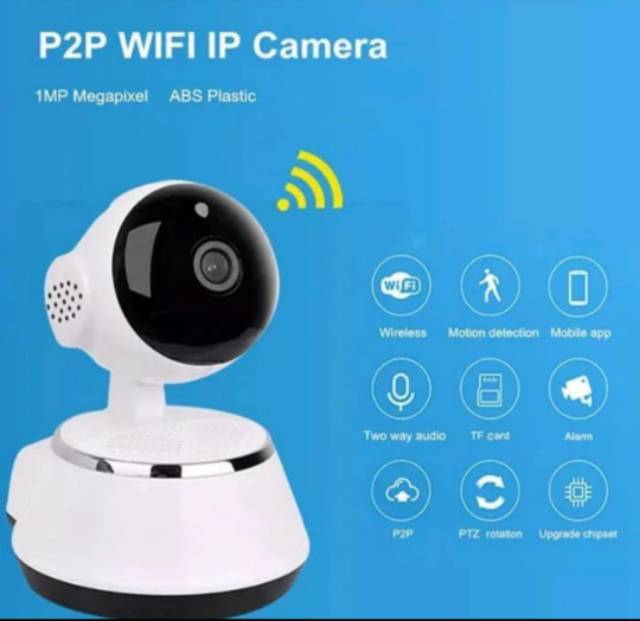 P2P WIFI IP Camera
1MP Megapixel ABS Plastic
WiFi
Wireless Motion detection Mobile app
Two way audio TF card Alarm
P2P PTZ rotation Upgrade chipset